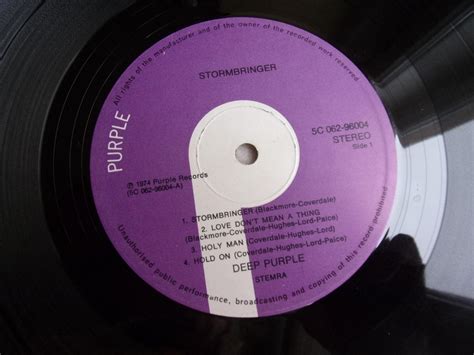 All rights of the manufacturer and of the owner of the recorded work reserved
STORMBRINGER
PURPLE
5C 062-96004
STEREO
Side 1
℗ 1974 Purple Records
(5C 062-96004-A)
1. STORMBRINGER (Blackmore-Coverdale)
2. LOVE DON'T MEAN A THING
(Blackmore-Coverdale-Hughes-Lord-Paice)
3. HOLY MAN (Coverdale-Hughes-Lord)
4. HOLD ON (Coverdale-Hughes-Lord-Paice)
DEEP PURPLE
STEMRA
Unauthorised public performance, broadcasting and copying of this record prohibited